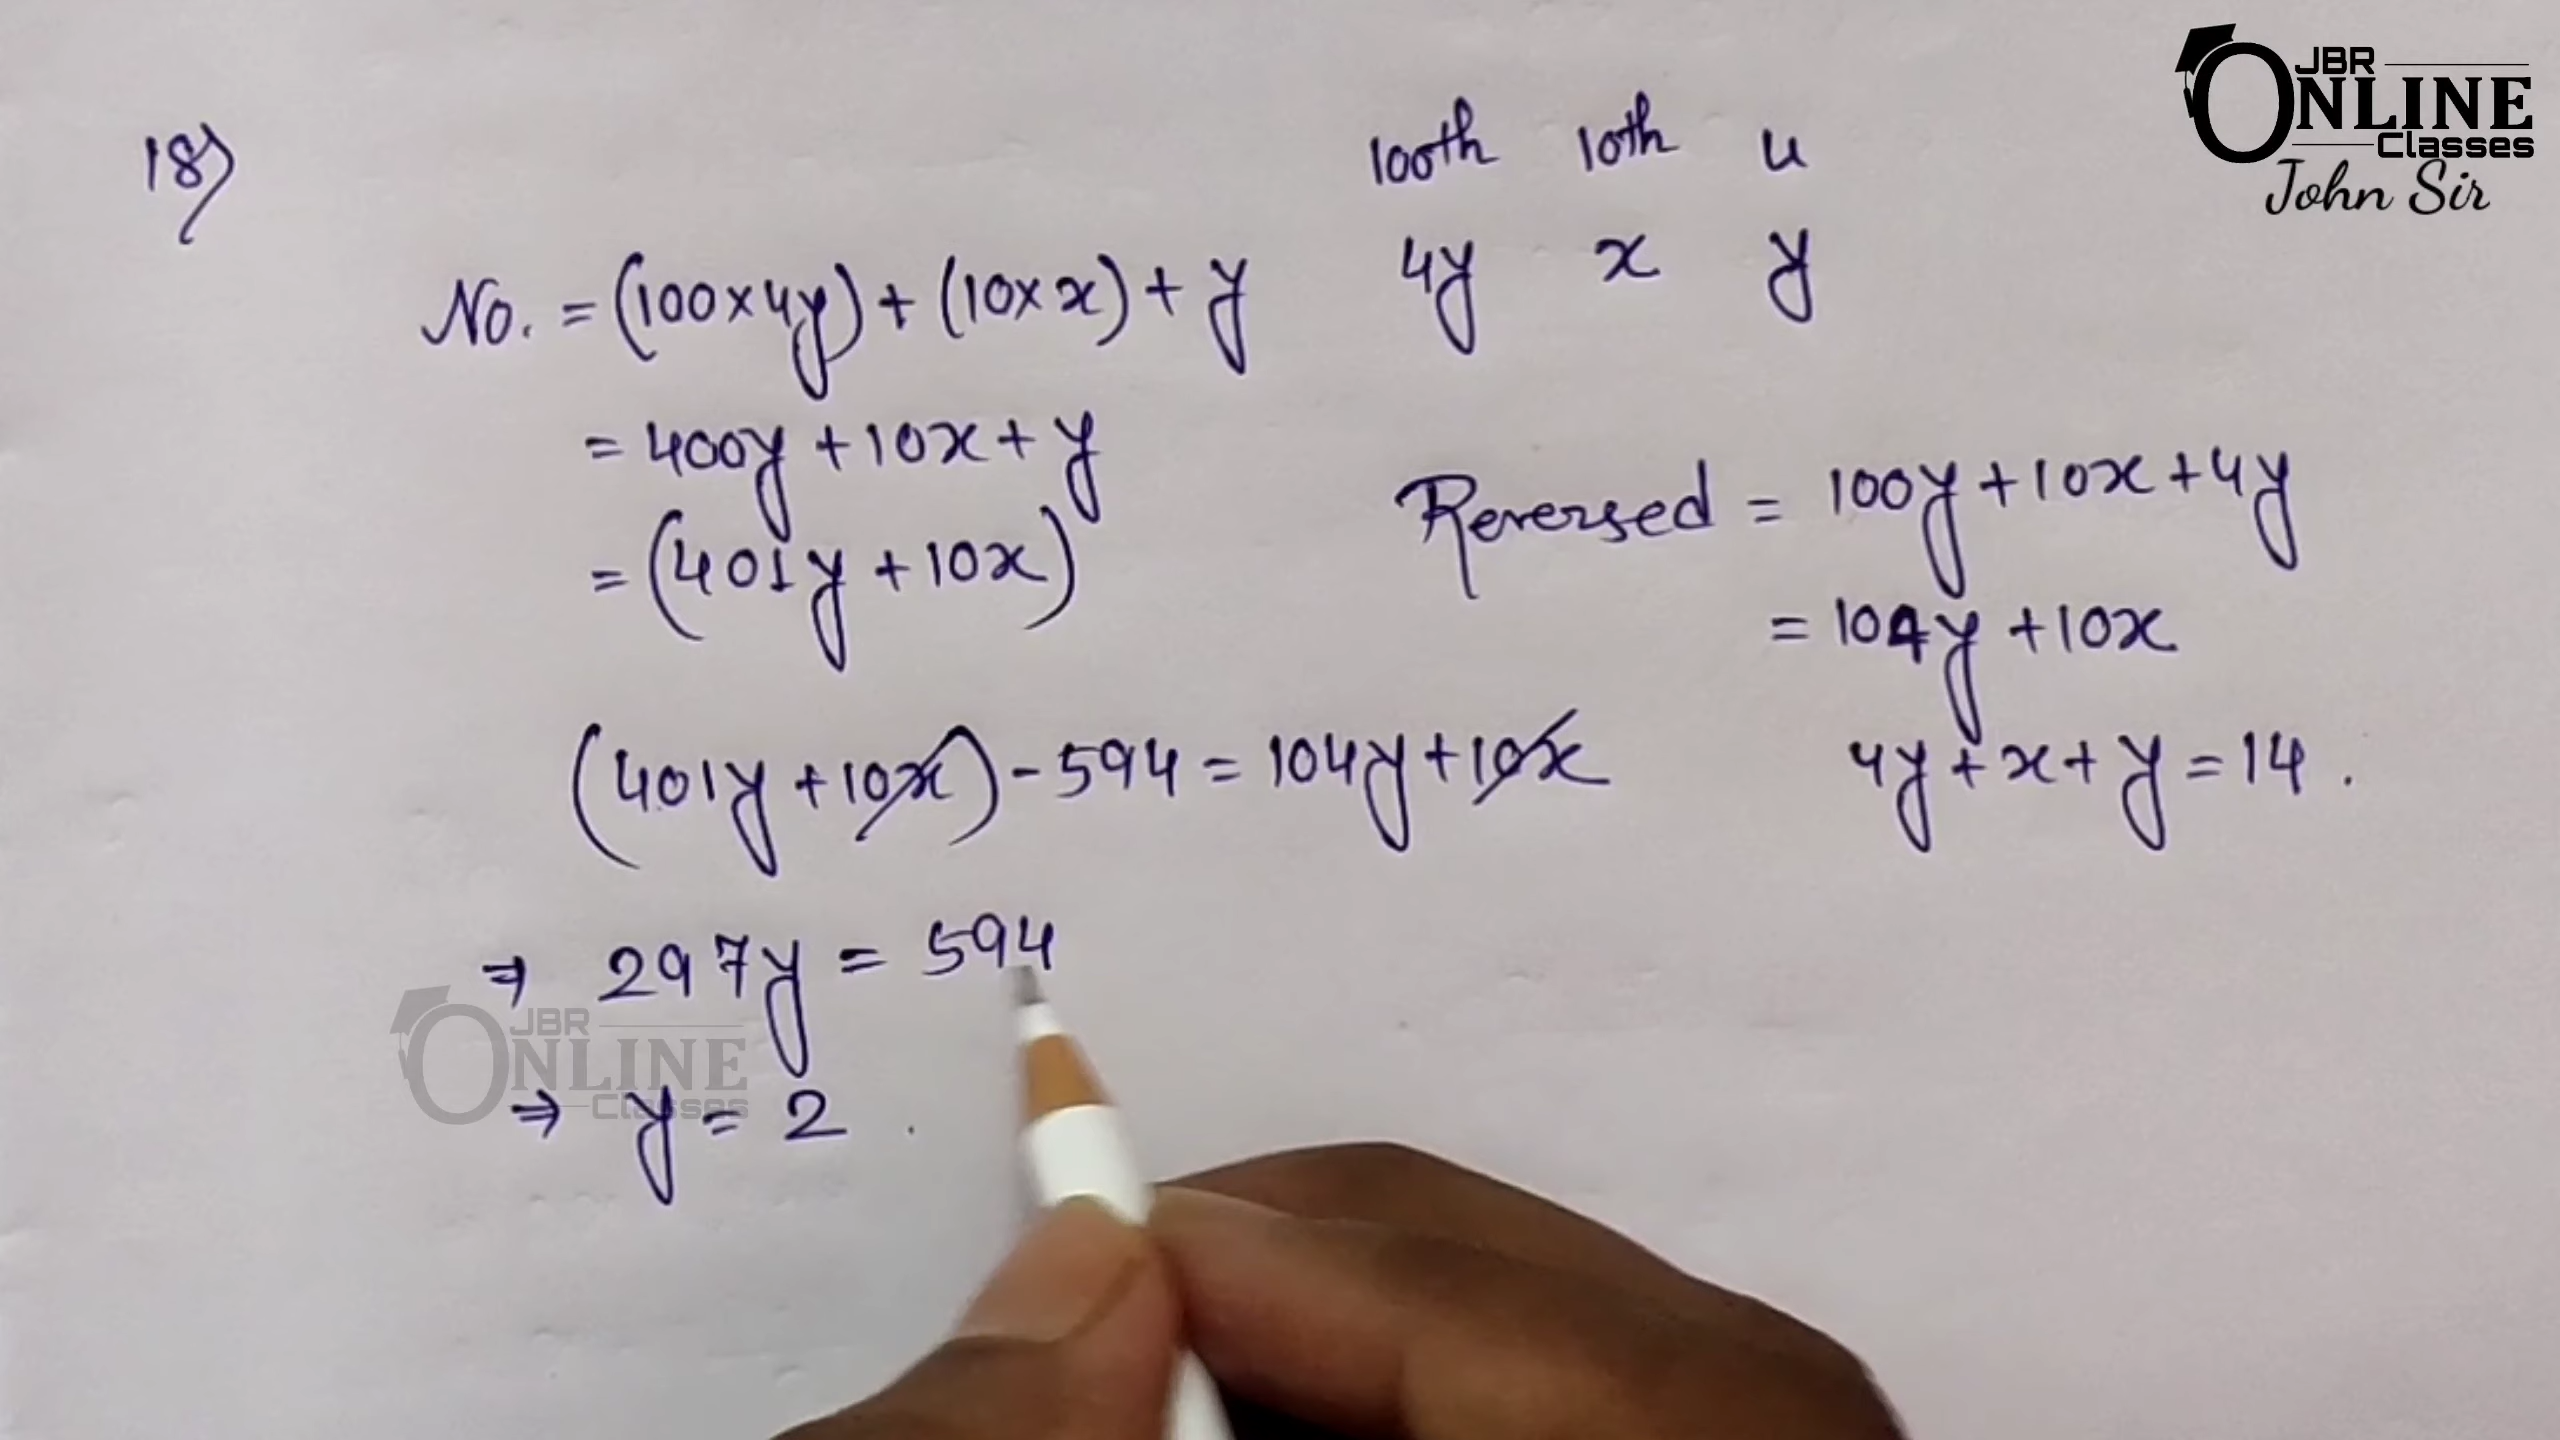 JBR
ONLINE
Classes
John Sir
18)
100th 10th u
4y x y
No. = (100×4y) + (10×x) + y
= 400y + 10x + y
= (401y + 10x)
Reversed = 100y + 10x + 4y
= 104y + 10x
(401y + 10x) - 594 = 104y + 10x
4y + x + y = 14.
⇒ 297y = 594
JBR
ONLINE
Classes
⇒ y = 2.